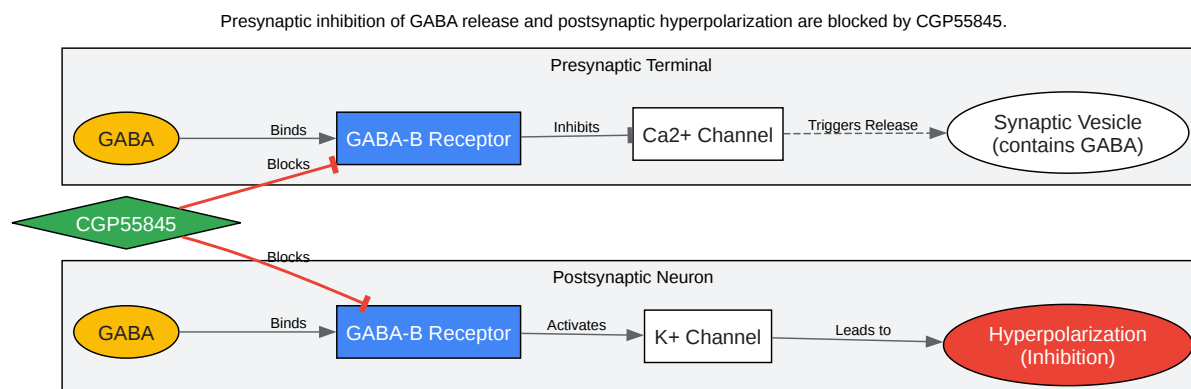 Presynaptic inhibition of GABA release and postsynaptic hyperpolarization are blocked by CGP55845.
Presynaptic Terminal
GABA
Binds
GABA-B Receptor
Inhibits
Ca2+ Channel
Triggers Release
Synaptic Vesicle
(contains GABA)
Blocks
CGP55845
Blocks
Postsynaptic Neuron
GABA
Binds
GABA-B Receptor
Activates
K+ Channel
Leads to
Hyperpolarization
(Inhibition)